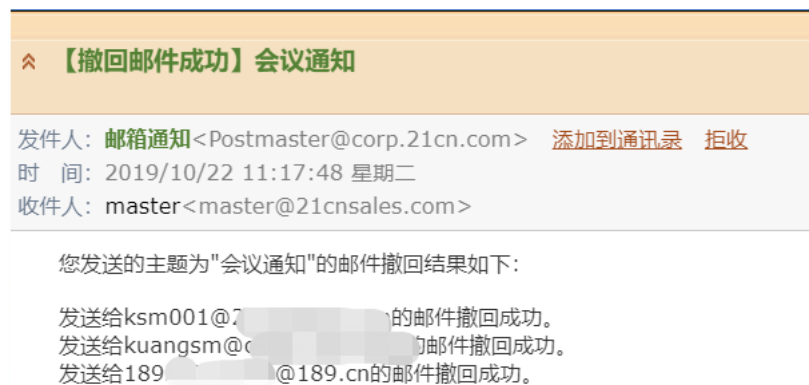 【撤回邮件成功】会议通知
发件人：邮箱通知<Postmaster@corp.21cn.com> 添加到通讯录 拒收
时 间：2019/10/22 11:17:48 星期二
收件人：master<master@21cnsales.com>
您发送的主题为"会议通知"的邮件撤回结果如下：
发送给ksm001@2 的邮件撤回成功。
发送给kuangsm@ 邮件撤回成功。
发送给189 @189.cn的邮件撤回成功。